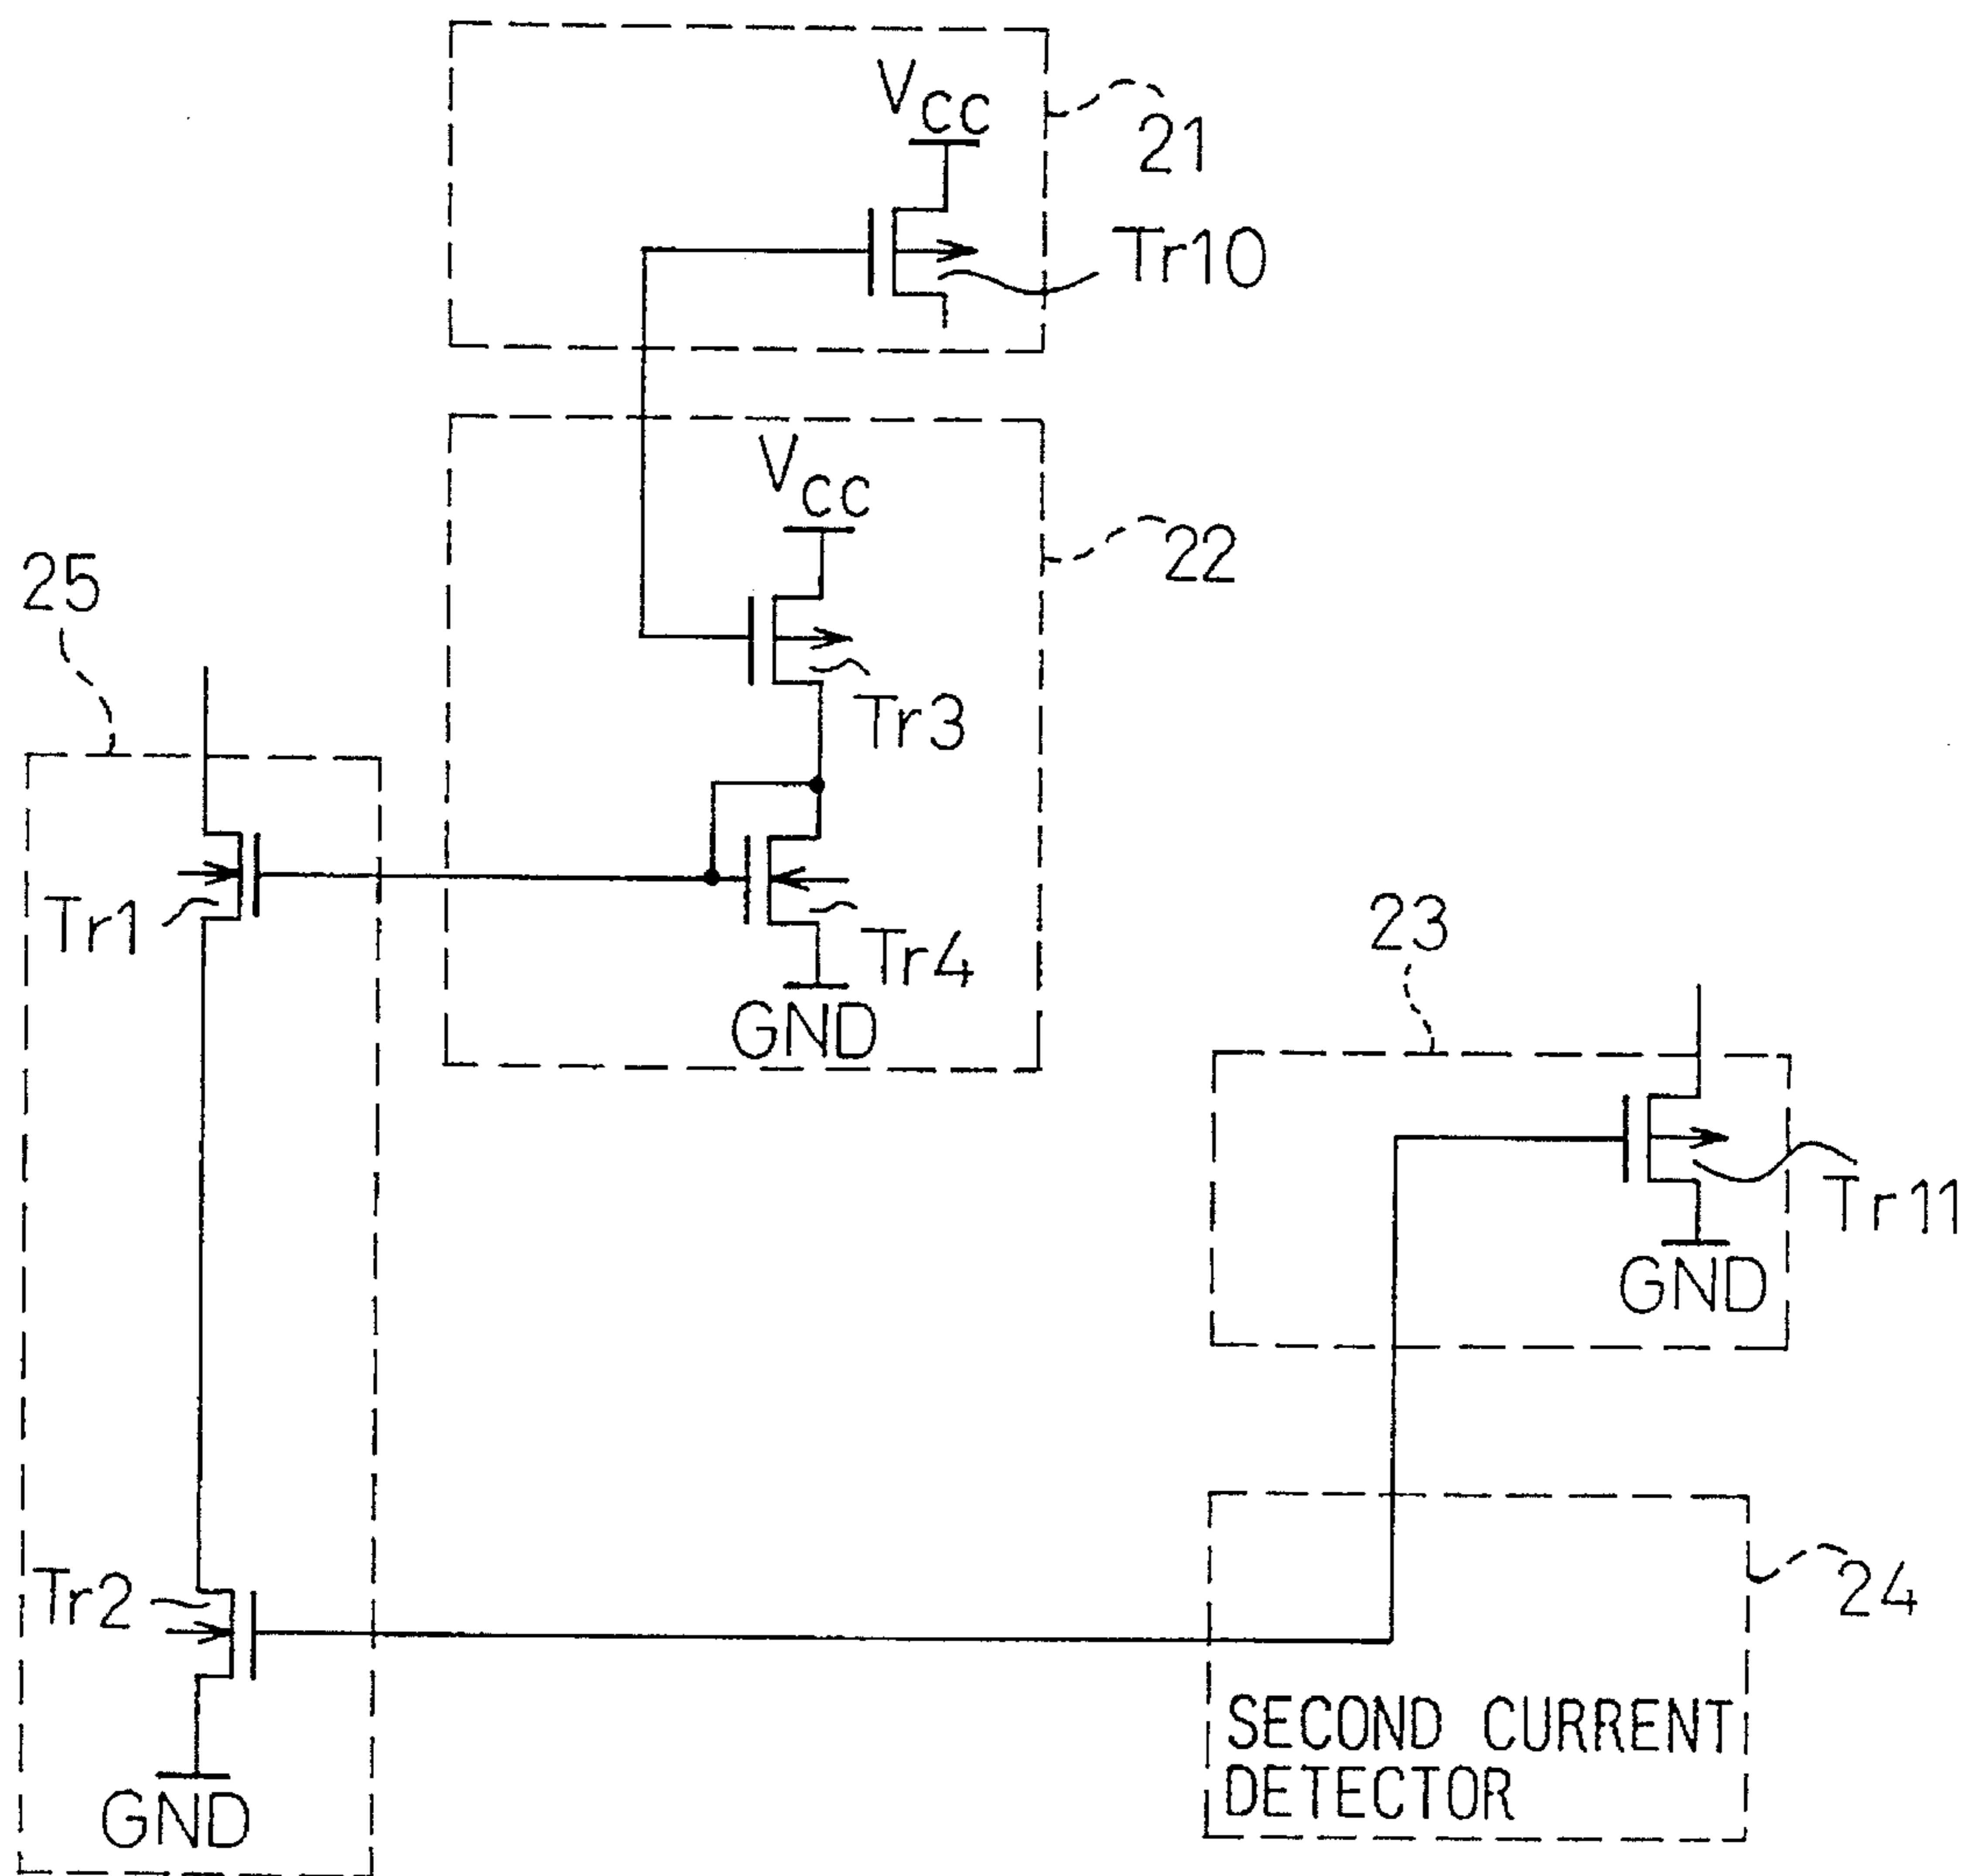 VCC
21
Tr10
VCC
22
25
Tr3
Tr1
Tr4
GND
23
Tr11
GND
Tr2
24
SECOND CURRENT
DETECTOR
GND